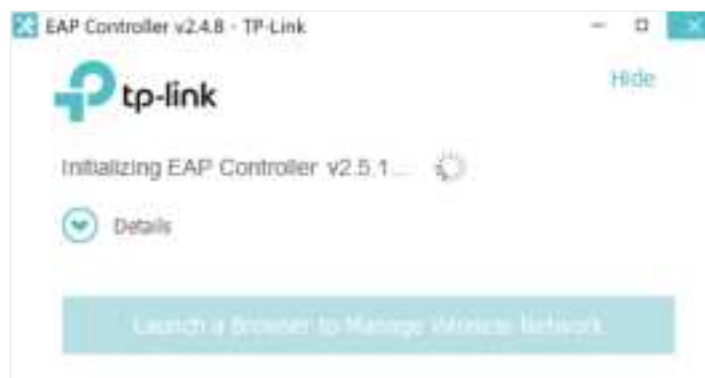 EAP Controller v2.4.8 - TP-Link
tp-link
Hide
Initializing EAP Controller v2.5.1...
Details
Launch a Browser to Manage Wireless Network